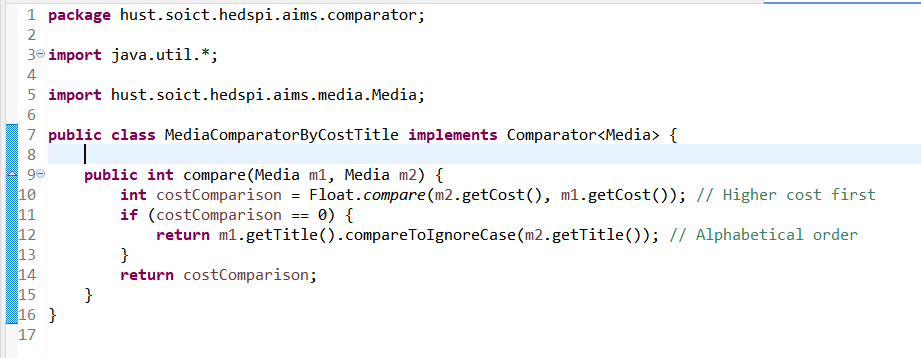 1 package hust.soict.hedspi.aims.comparator;
2
3 import java.util.*;
4
5 import hust.soict.hedspi.aims.media.Media;
6
7 public class MediaComparatorByCostTitle implements Comparator<Media> {
8
9     public int compare(Media m1, Media m2) {
10         int costComparison = Float.compare(m2.getCost(), m1.getCost()); // Higher cost first
11         if (costComparison == 0) {
12             return m1.getTitle().compareToIgnoreCase(m2.getTitle()); // Alphabetical order
13         }
14         return costComparison;
15     }
16 }
17